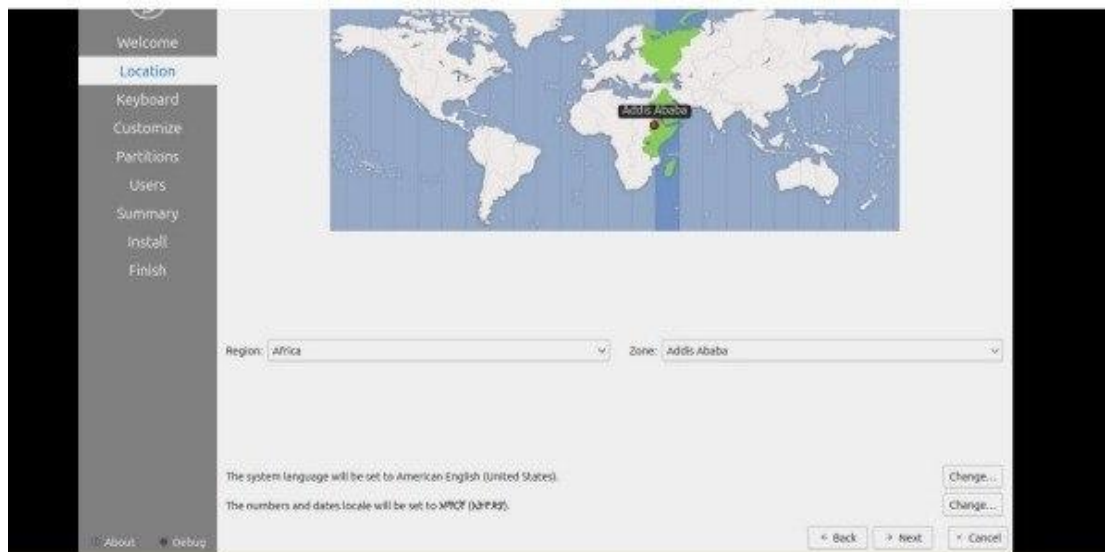 Welcome
Location
Keyboard
Customize
Partitions
Users
Summary
Install
Finish
Addis Ababa
Region: Africa
Zone: Addis Ababa
The system language will be set to American English (United States).
Change...
The numbers and dates locale will be set to አማርኛ (ኢትዮጵያ).
Change...
About
Debug
Back
Next
Cancel